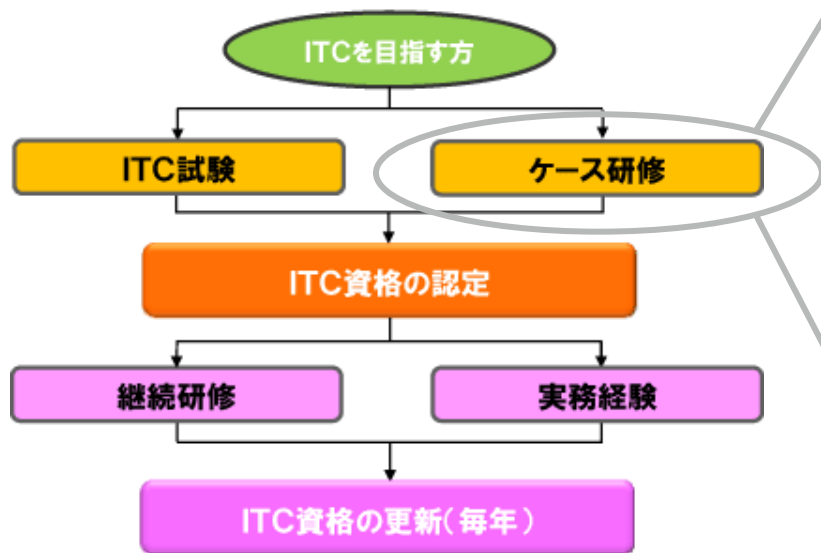 ITCを目指す方
ITC試験
ケース研修
ITC資格の認定
継続研修
実務経験
ITC資格の更新(毎年)